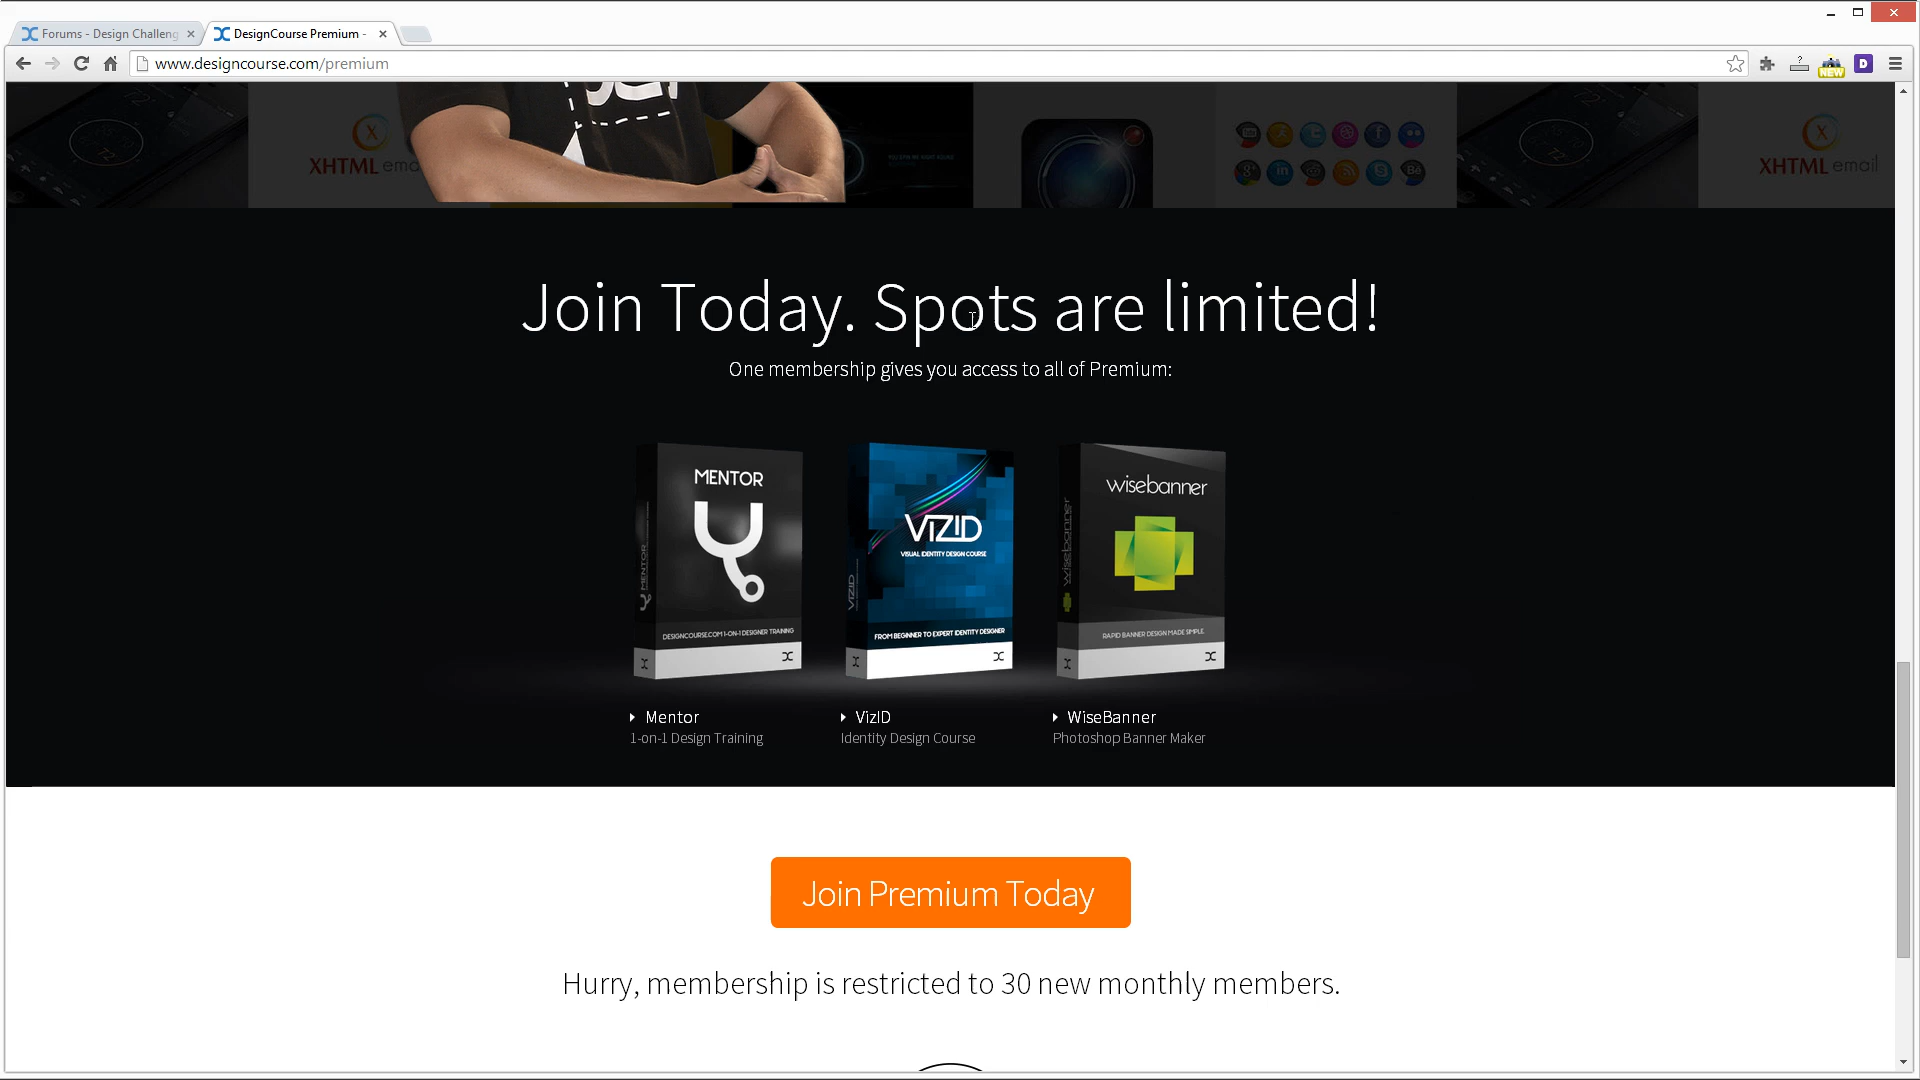 Forums - Design Challeng
DesignCourse Premium -
www.designcourse.com/premium
NEW
D
XHTML ema
XHTML email
Join Today. Spots are limited!
One membership gives you access to all of Premium:
MENTOR
MENTOR
DESIGNCOURSE.COM 1-ON-1 DESIGNER TRAINING
VIZID
VIZID
VISUAL IDENTITY DESIGN COURSE
FROM BEGINNER TO EXPERT IDENTITY DESIGNER
wisebanner
wisebanner
RAPID BANNER DESIGN MADE SIMPLE
Mentor
1-on-1 Design Training
VizID
Identity Design Course
WiseBanner
Photoshop Banner Maker
Join Premium Today
Hurry, membership is restricted to 30 new monthly members.